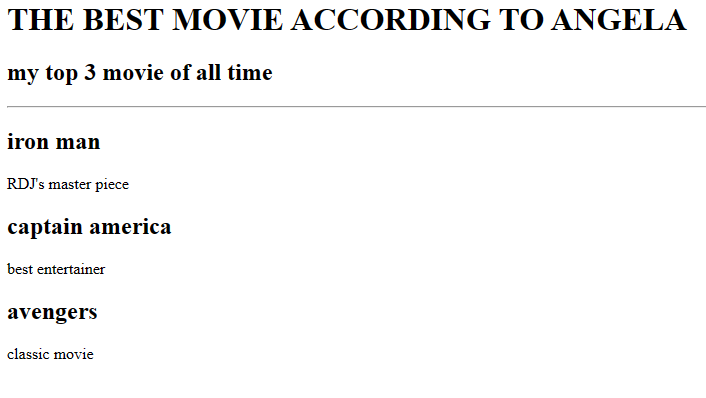 THE BEST MOVIE ACCORDING TO ANGELA
my top 3 movie of all time
iron man
RDJ's master piece
captain america
best entertainer
avengers
classic movie